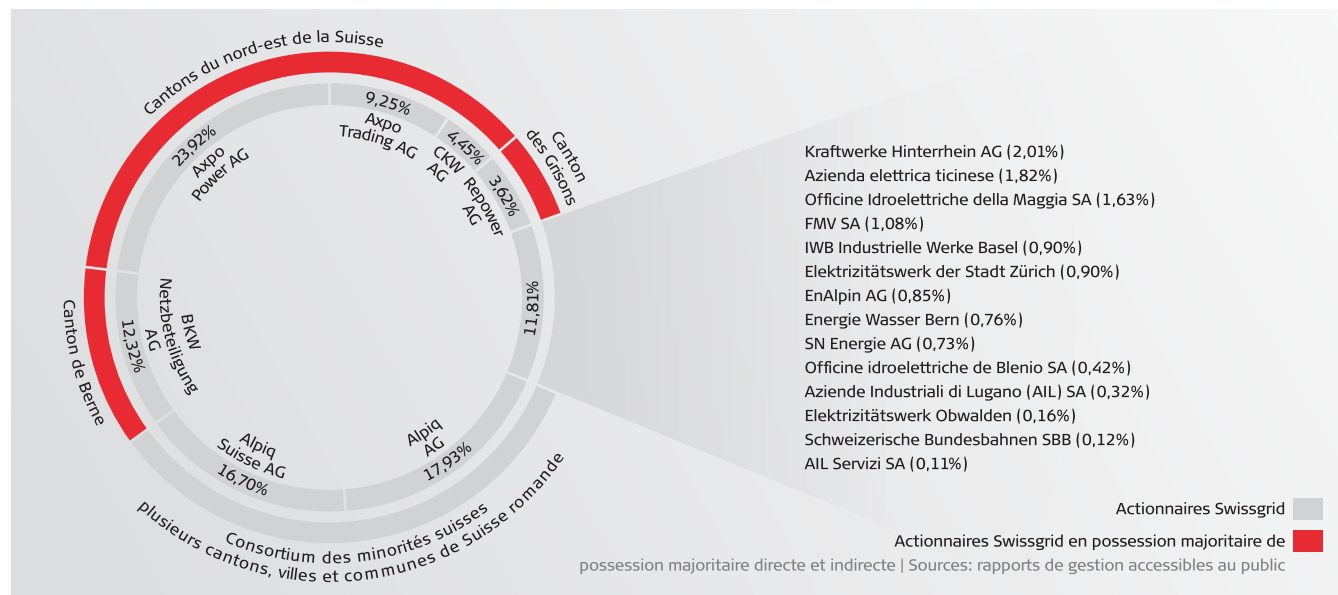 Cantons du nord-est de la Suisse
Canton
des Grisons
9,25%
Axpo
Trading AG
4,45%
CKW
AG
3,62%
Repower
AG
23,92%
Axpo
Power AG
11,81%
Canton de Berne
12,32%
BKW
Netzbeteiligung
AG
Alpiq
Suisse AG
16,70%
Alpiq
AG
17,93%
Consortium des minorités suisses
plusieurs cantons, villes et communes de Suisse romande
Kraftwerke Hinterrhein AG (2,01%)
Azienda elettrica ticinese (1,82%)
Officine Idroelettriche della Maggia SA (1,63%)
FMV SA (1,08%)
IWB Industrielle Werke Basel (0,90%)
Elektrizitätswerk der Stadt Zürich (0,90%)
EnAlpin AG (0,85%)
Energie Wasser Bern (0,76%)
SN Energie AG (0,73%)
Officine idroelettriche de Blenio SA (0,42%)
Aziende Industriali di Lugano (AIL) SA (0,32%)
Elektrizitätswerk Obwalden (0,16%)
Schweizerische Bundesbahnen SBB (0,12%)
AIL Servizi SA (0,11%)
Actionnaires Swissgrid
Actionnaires Swissgrid en possession majoritaire de
possession majoritaire directe et indirecte | Sources: rapports de gestion accessibles au public